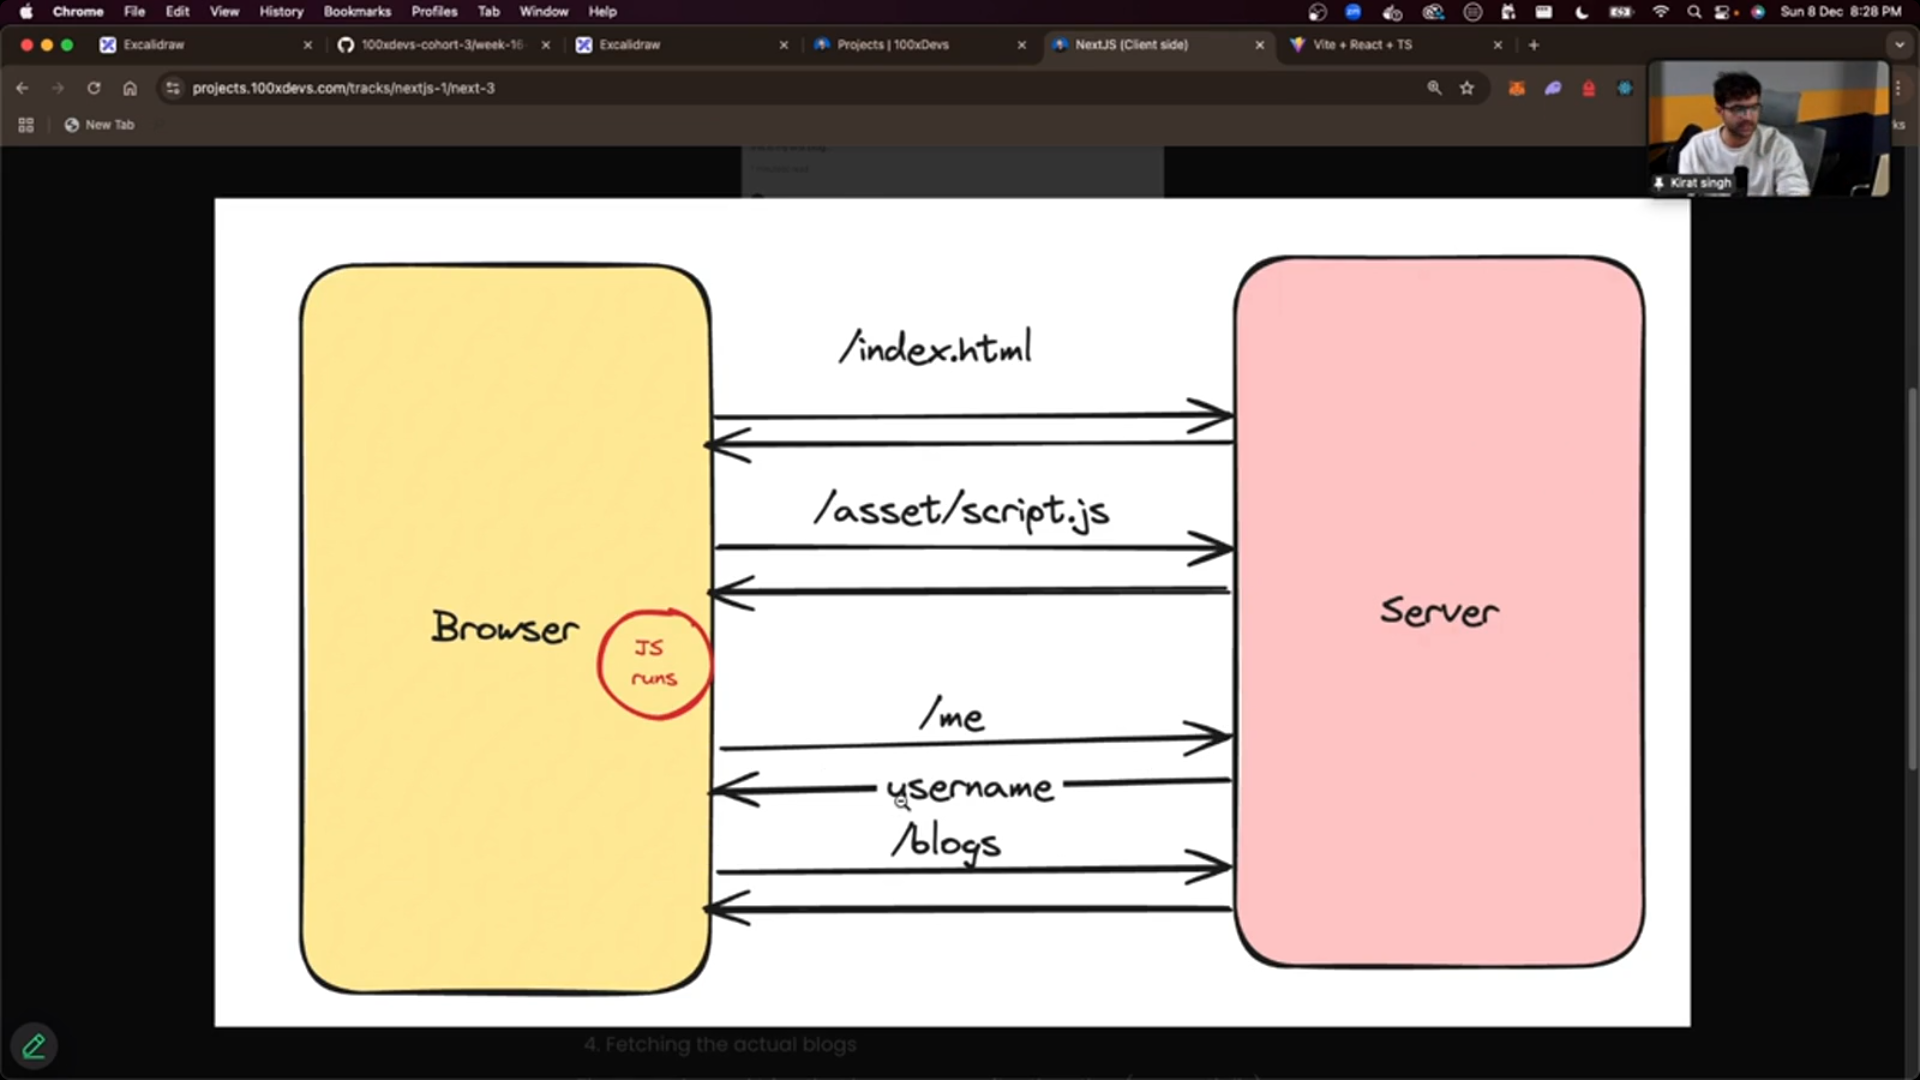 Chrome File Edit View History Bookmarks Profiles Tab Window Help Sun 8 Dec 8:28 PM
Excalidraw 100xdevs-cohort-3/week-16 Excalidraw Projects | 100xDevs NextJS (Client side) Vite + React + TS
projects.100xdevs.com/tracks/nextjs-1/next-3
New Tab
Kirat singh
/index.html
/asset/script.js
Browser
JS
runs
Server
/me
username
/blogs
4. Fetching the actual blogs